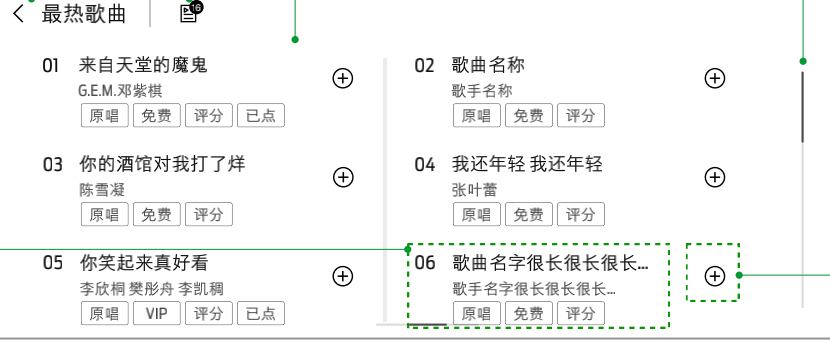 最热歌曲 16
01 来自天堂的魔鬼
G.E.M.邓紫棋
原唱 免费 评分 已点
02 歌曲名称
歌手名称
原唱 免费 评分
03 你的酒馆对我打了烊
陈雪凝
原唱 免费 评分
04 我还年轻 我还年轻
张叶蕾
原唱 免费 评分
05 你笑起来真好看
李欣桐 樊彤舟 李凯稠
原唱 VIP 评分 已点
06 歌曲名字很长很长很长...
歌手名字很长很长很长...
原唱 免费 评分